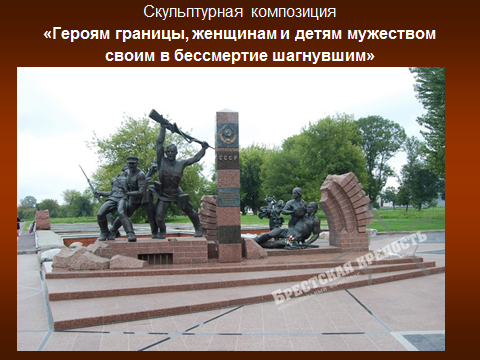 Скульптурная композиция
«Героям границы, женщинам и детям мужеством
своим в бессмертие шагнувшим»
СССР
Брестская крепость